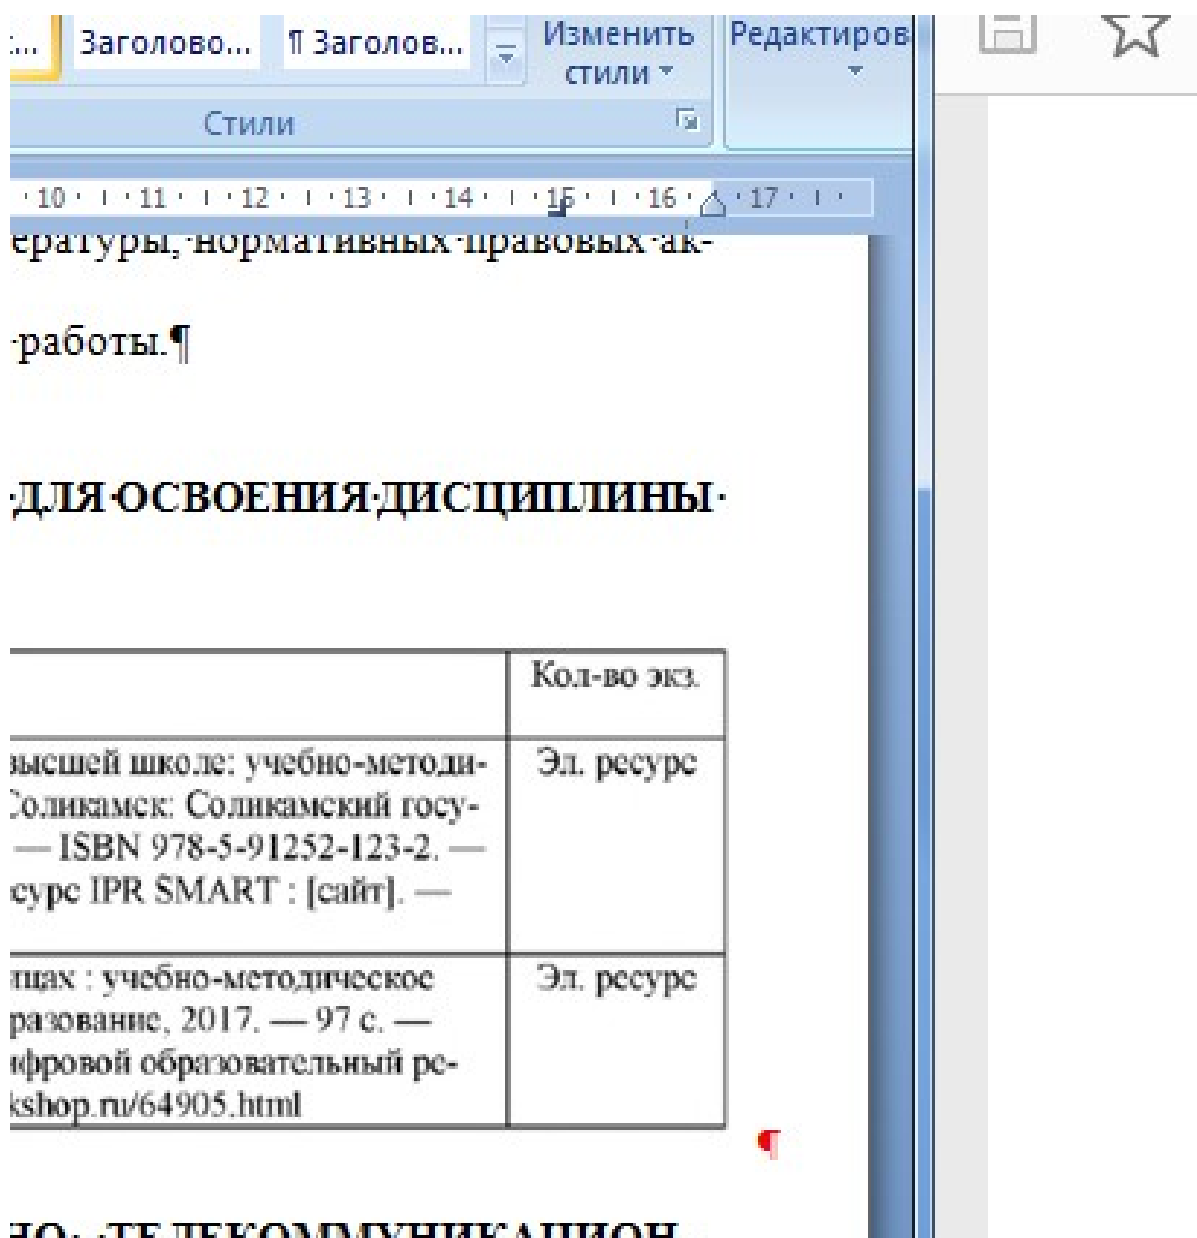 ... Заголово... ¶ Заголов... Изменить стили Редактиров
Стили
· 10 · | · 11 · | · 12 · | · 13 · | · 14 · | · 15 · | · 16 · · 17 · | ·
ературы,·нормативных·правовых·ак-
·работы.¶
·ДЛЯ·ОСВОЕНИЯ·ДИСЦИПЛИНЫ·
Кол-во экз.
высшей школе: учебно-методи- Эл. ресурс
Соликамск: Соликамский госу-
— ISBN 978-5-91252-123-2. —
сурс IPR SMART : [сайт]. —
ицах : учебно-методическое Эл. ресурс
разование, 2017. — 97 с. —
ифровой образовательный ре-
kshop.ru/64905.html
¶
НО-·ТЕЛЕКОММУНИКАЦИОН